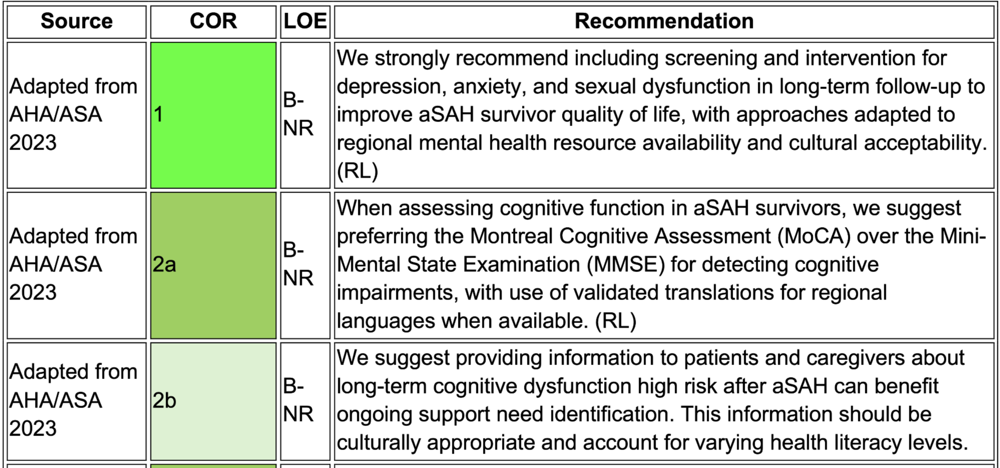 Source COR LOE Recommendation
Adapted from
AHA/ASA
2023
1
B-
NR
We strongly recommend including screening and intervention for
depression, anxiety, and sexual dysfunction in long-term follow-up to
improve aSAH survivor quality of life, with approaches adapted to
regional mental health resource availability and cultural acceptability.
(RL)
Adapted from
AHA/ASA
2023
2a
B-
NR
When assessing cognitive function in aSAH survivors, we suggest
preferring the Montreal Cognitive Assessment (MoCA) over the Mini-
Mental State Examination (MMSE) for detecting cognitive
impairments, with use of validated translations for regional
languages when available. (RL)
Adapted from
AHA/ASA
2023
2b
B-
NR
We suggest providing information to patients and caregivers about
long-term cognitive dysfunction high risk after aSAH can benefit
ongoing support need identification. This information should be
culturally appropriate and account for varying health literacy levels.